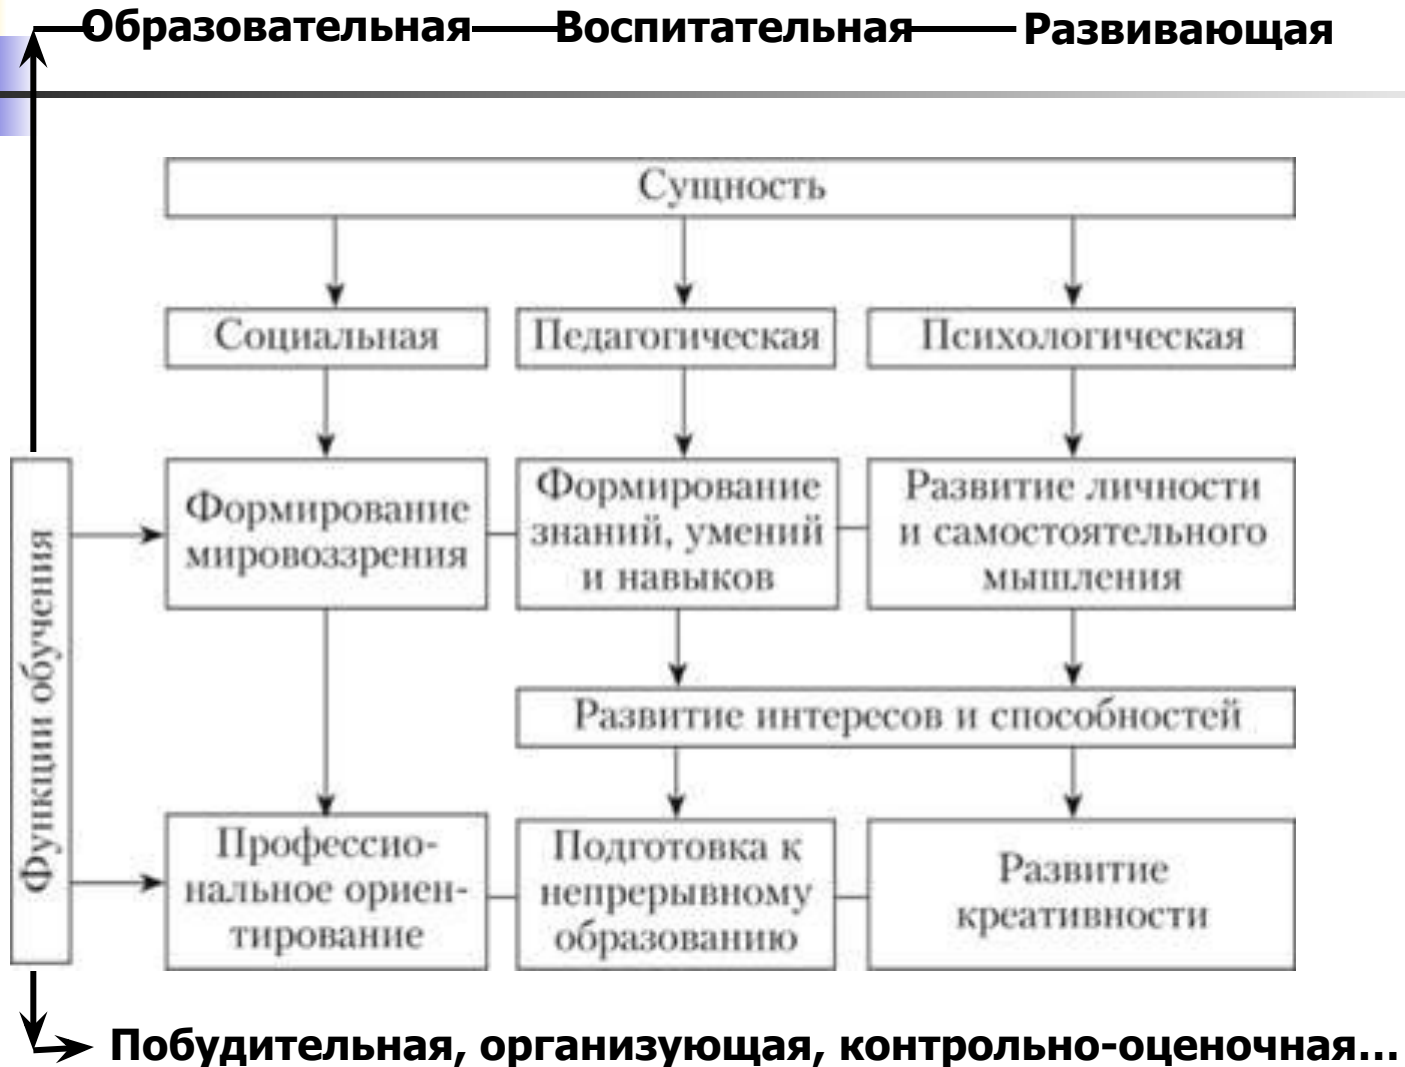 Образовательная Воспитательная Развивающая
Сущность
Социальная
Педагогическая
Психологическая
Функции обучения
Формирование
мировоззрения
Формирование
знаний, умений
и навыков
Развитие личности
и самостоятельного
мышления
Развитие интересов и способностей
Профессио-
нальное ориен-
тирование
Подготовка к
непрерывному
образованию
Развитие
креативности
Побудительная, организующая, контрольно-оценочная...